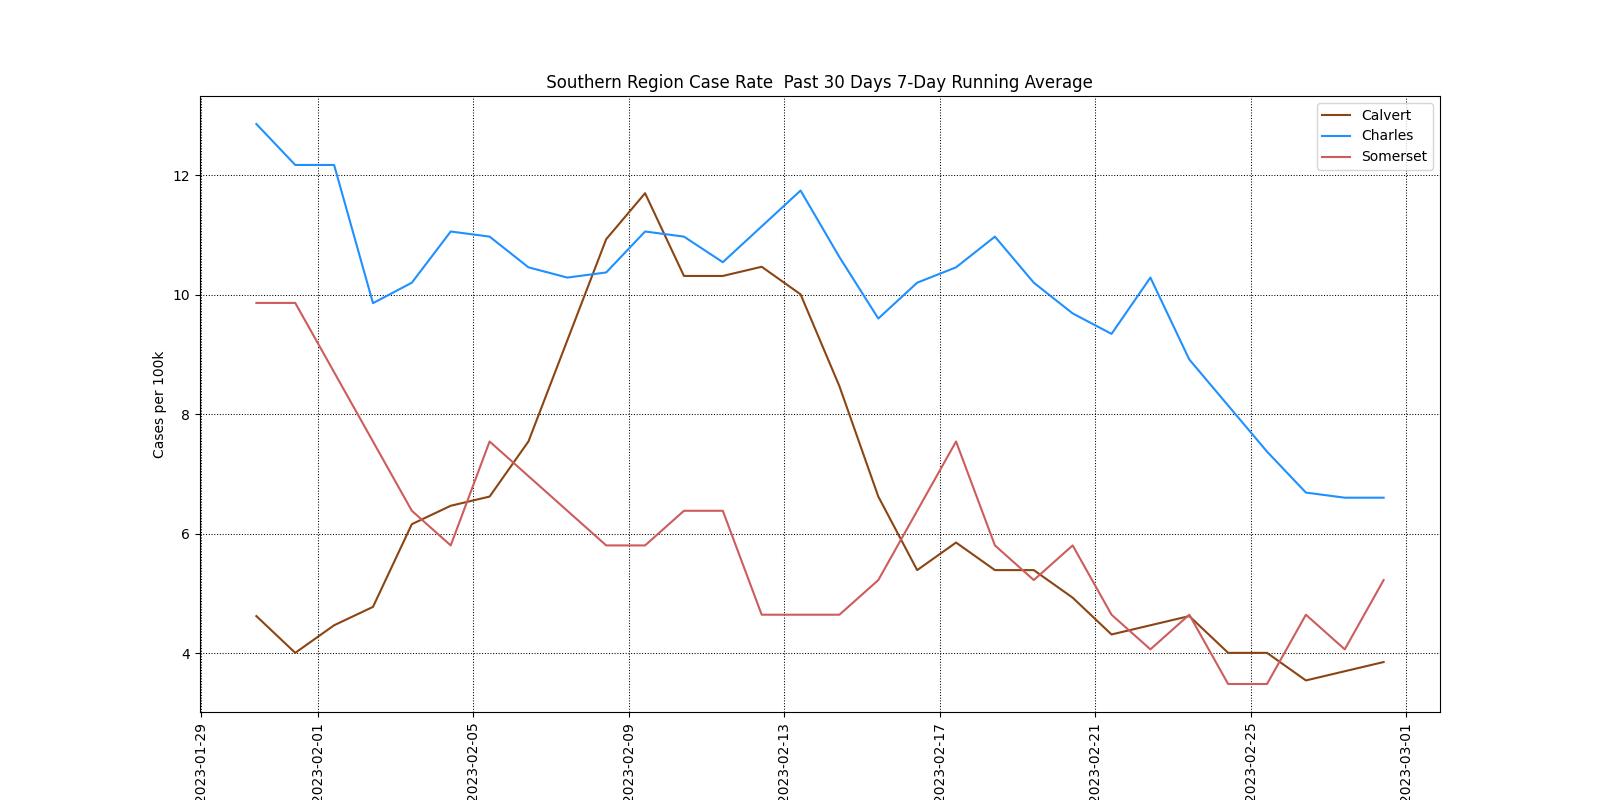 Southern Region Case Rate  Past 30 Days 7-Day Running Average
Calvert
Charles
Somerset
Cases per 100k
12
10
8
6
4
2023-01-29
2023-02-01
2023-02-05
2023-02-09
2023-02-13
2023-02-17
2023-02-21
2023-02-25
2023-03-01